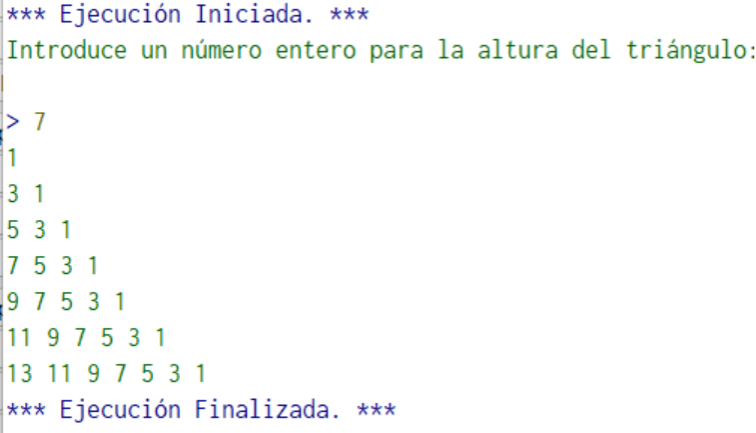 *** Ejecución Iniciada. ***
Introduce un número entero para la altura del triángulo:
> 7
1
3 1
5 3 1
7 5 3 1
9 7 5 3 1
11 9 7 5 3 1
13 11 9 7 5 3 1
*** Ejecución Finalizada. ***